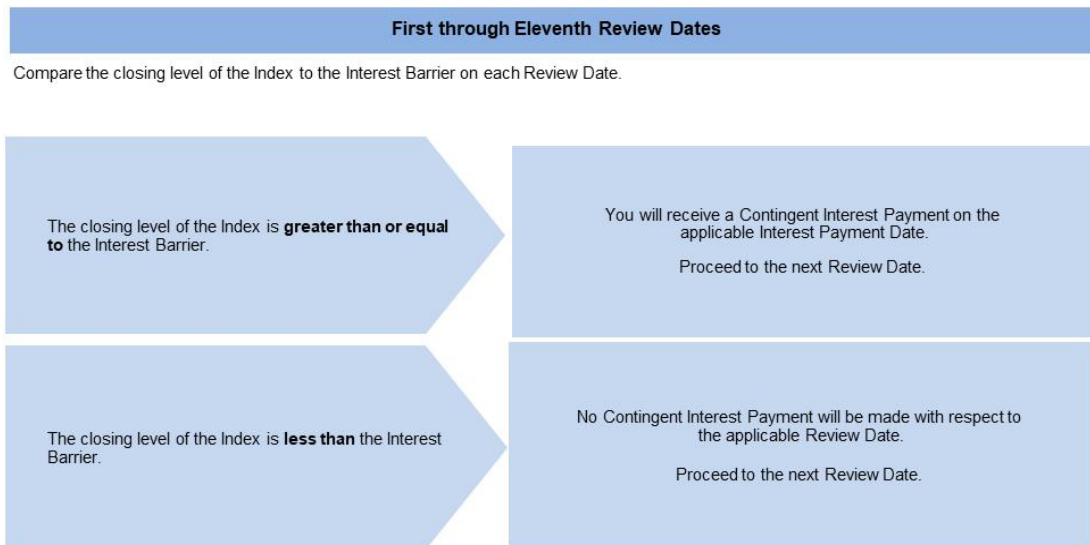 First through Eleventh Review Dates
Compare the closing level of the Index to the Interest Barrier on each Review Date.
The closing level of the Index is greater than or equal
to the Interest Barrier.
You will receive a Contingent Interest Payment on the
applicable Interest Payment Date.
Proceed to the next Review Date.
The closing level of the Index is less than the Interest
Barrier.
No Contingent Interest Payment will be made with respect to
the applicable Review Date.
Proceed to the next Review Date.